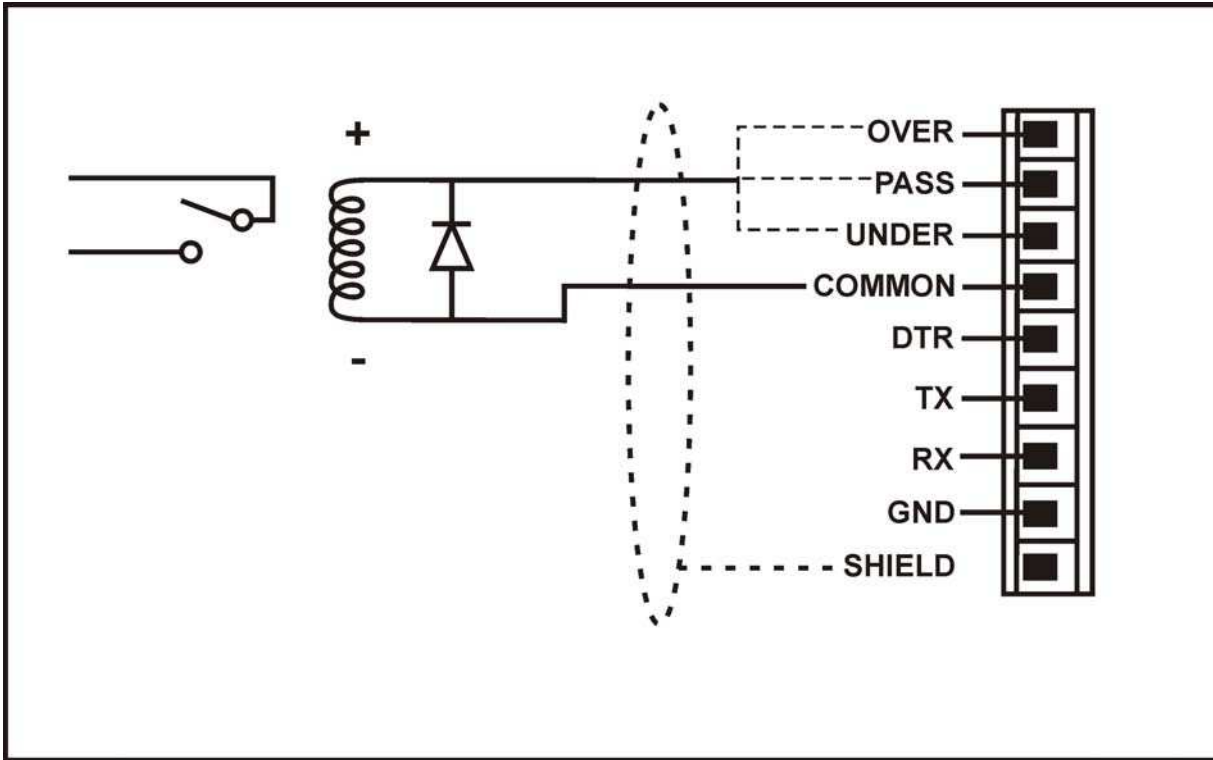 +
-
OVER
PASS
UNDER
COMMON
DTR
TX
RX
GND
SHIELD